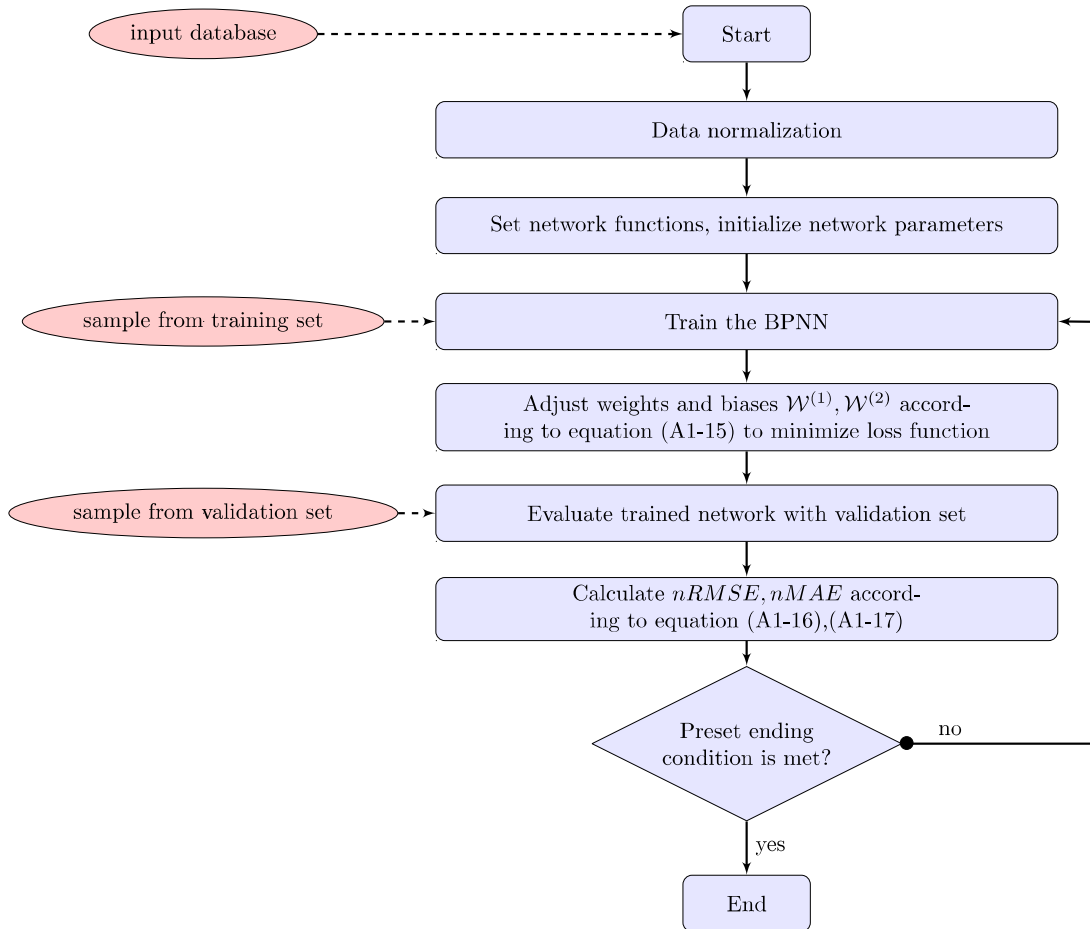 input database
Start
Data normalization
Set network functions, initialize network parameters
sample from training set
Train the BPNN
Adjust weights and biases 𝒲⁽¹⁾, 𝒲⁽²⁾ accord-
ing to equation (A1-15) to minimize loss function
sample from validation set
Evaluate trained network with validation set
Calculate nRMSE, nMAE accord-
ing to equation (A1-16),(A1-17)
Preset ending
condition is met?
no
yes
End